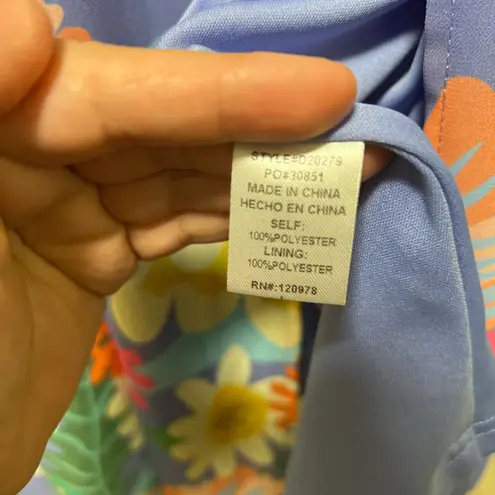 STYLE#D20279
PO#30851
MADE IN CHINA
HECHO EN CHINA
SELF:
100%POLYESTER
LINING:
100%POLYESTER
RN#:120978